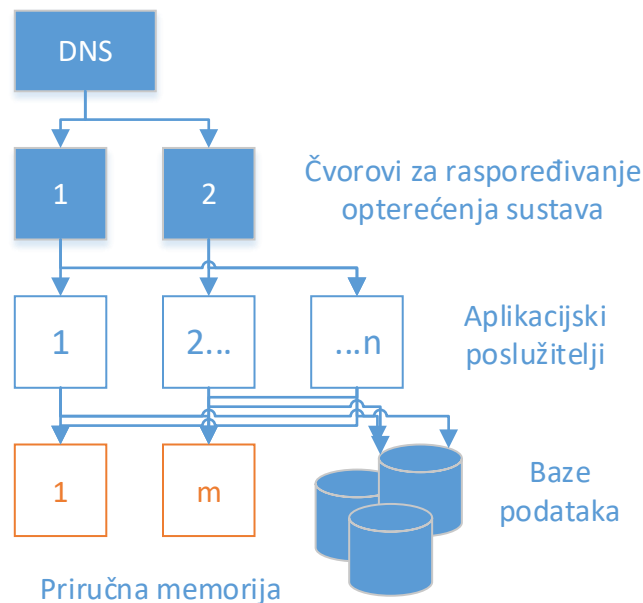 DNS
1
2
Čvorovi za raspoređivanje
opterećenja sustava
1
2...
...n
Aplikacijski
poslužitelji
1
m
Baze
podataka
Priručna memorija